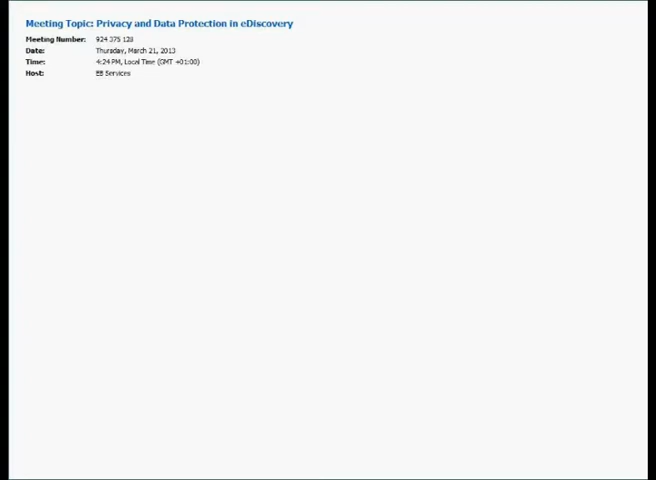 Meeting Topic: Privacy and Data Protection in eDiscovery
Meeting Number: 924 375 128
Date: Thursday, March 21, 2013
Time: 4:24 PM, Local Time (GMT +01:00)
Host: EB Services